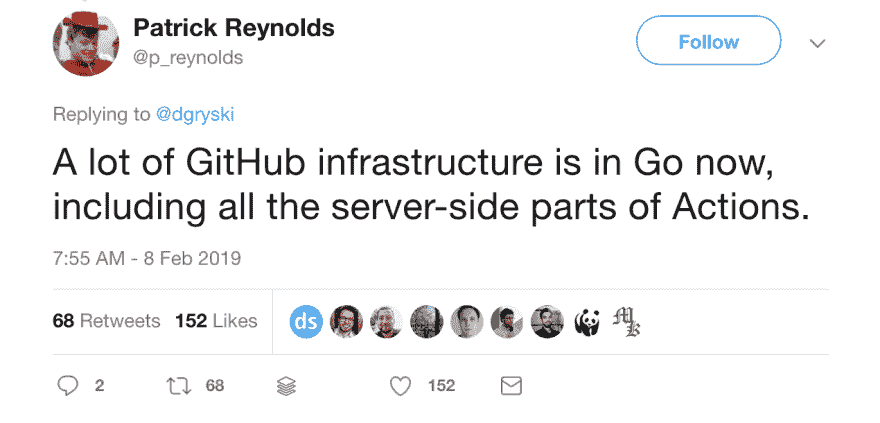 Patrick Reynolds
@p_reynolds
Follow
Replying to @dgryski
A lot of GitHub infrastructure is in Go now,
including all the server-side parts of Actions.
7:55 AM - 8 Feb 2019
68 Retweets 152 Likes
ds
2 68 152